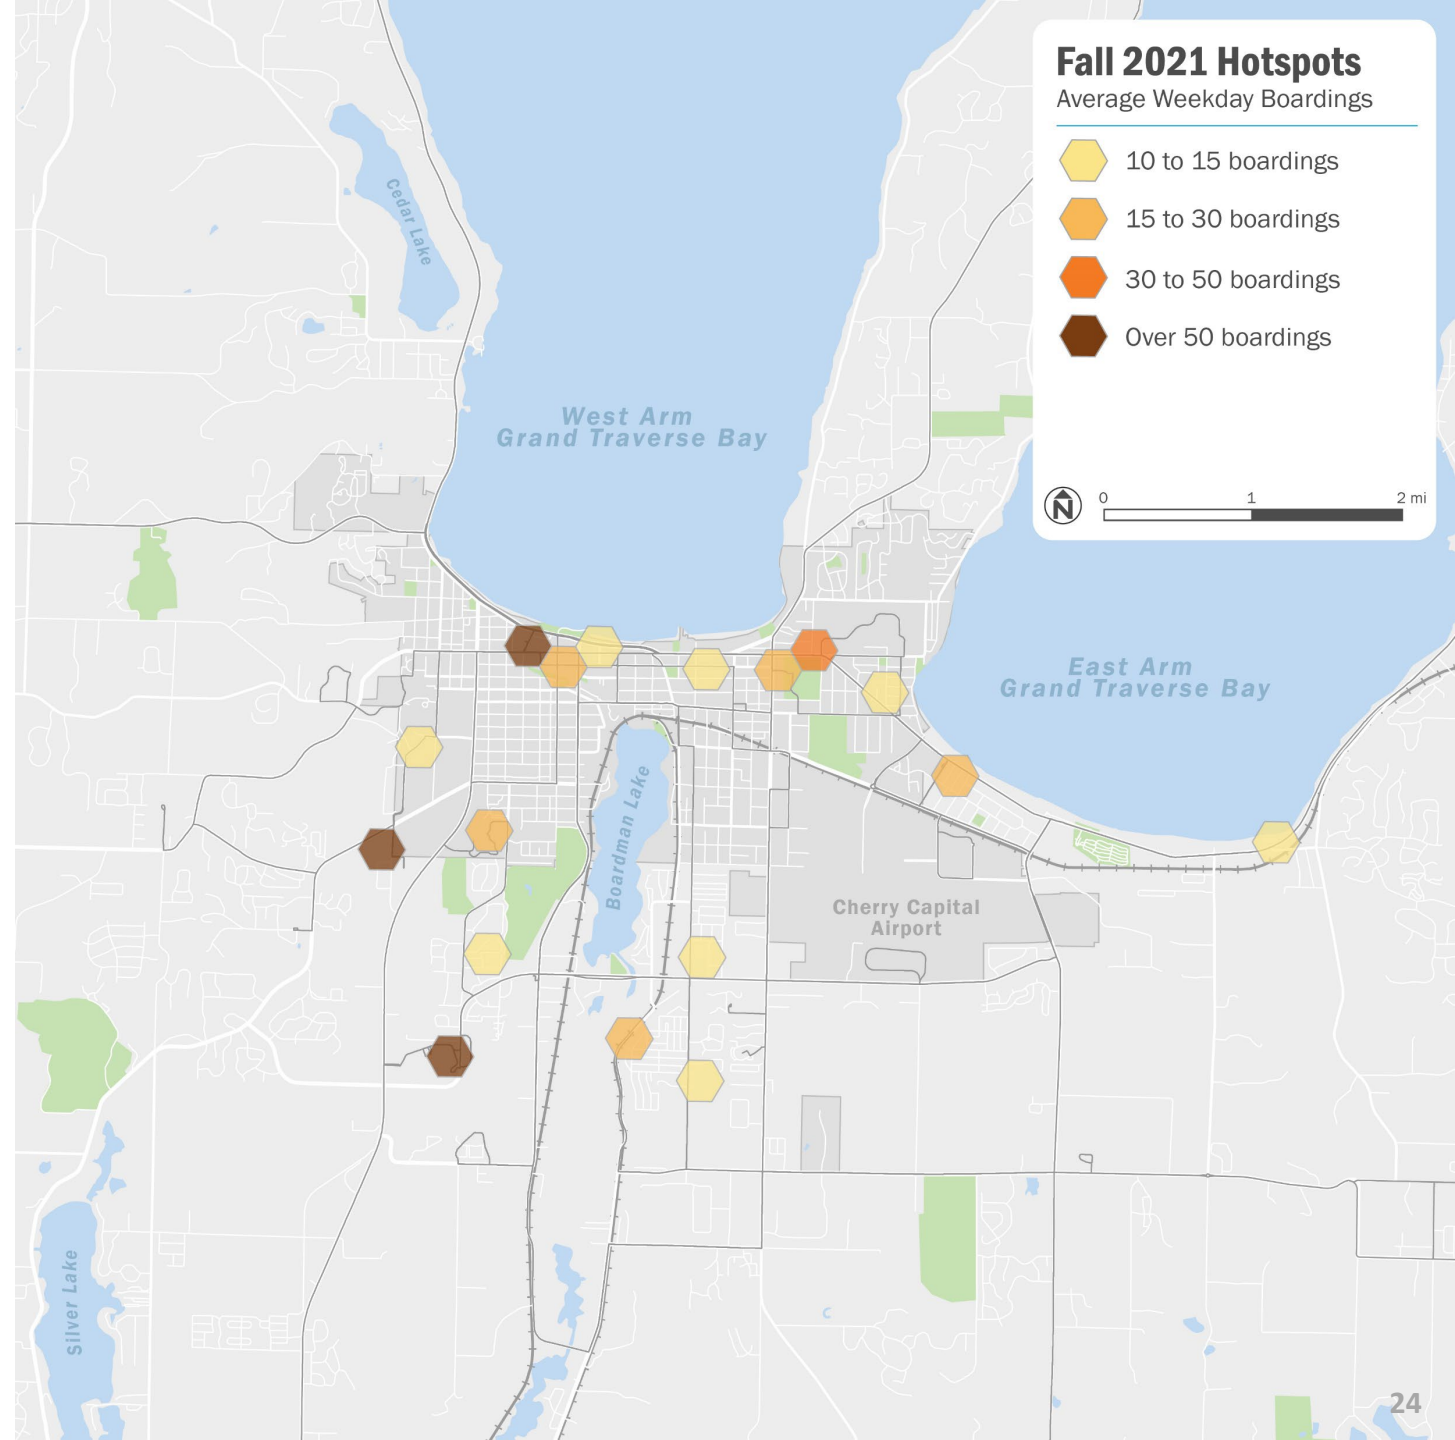 Fall 2021 Hotspots
Average Weekday Boardings
10 to 15 boardings
15 to 30 boardings
30 to 50 boardings
Over 50 boardings
N
0 1 2 mi
Cedar Lake
West Arm
Grand Traverse Bay
East Arm
Grand Traverse Bay
Boardman Lake
Cherry Capital
Airport
Silver Lake
24